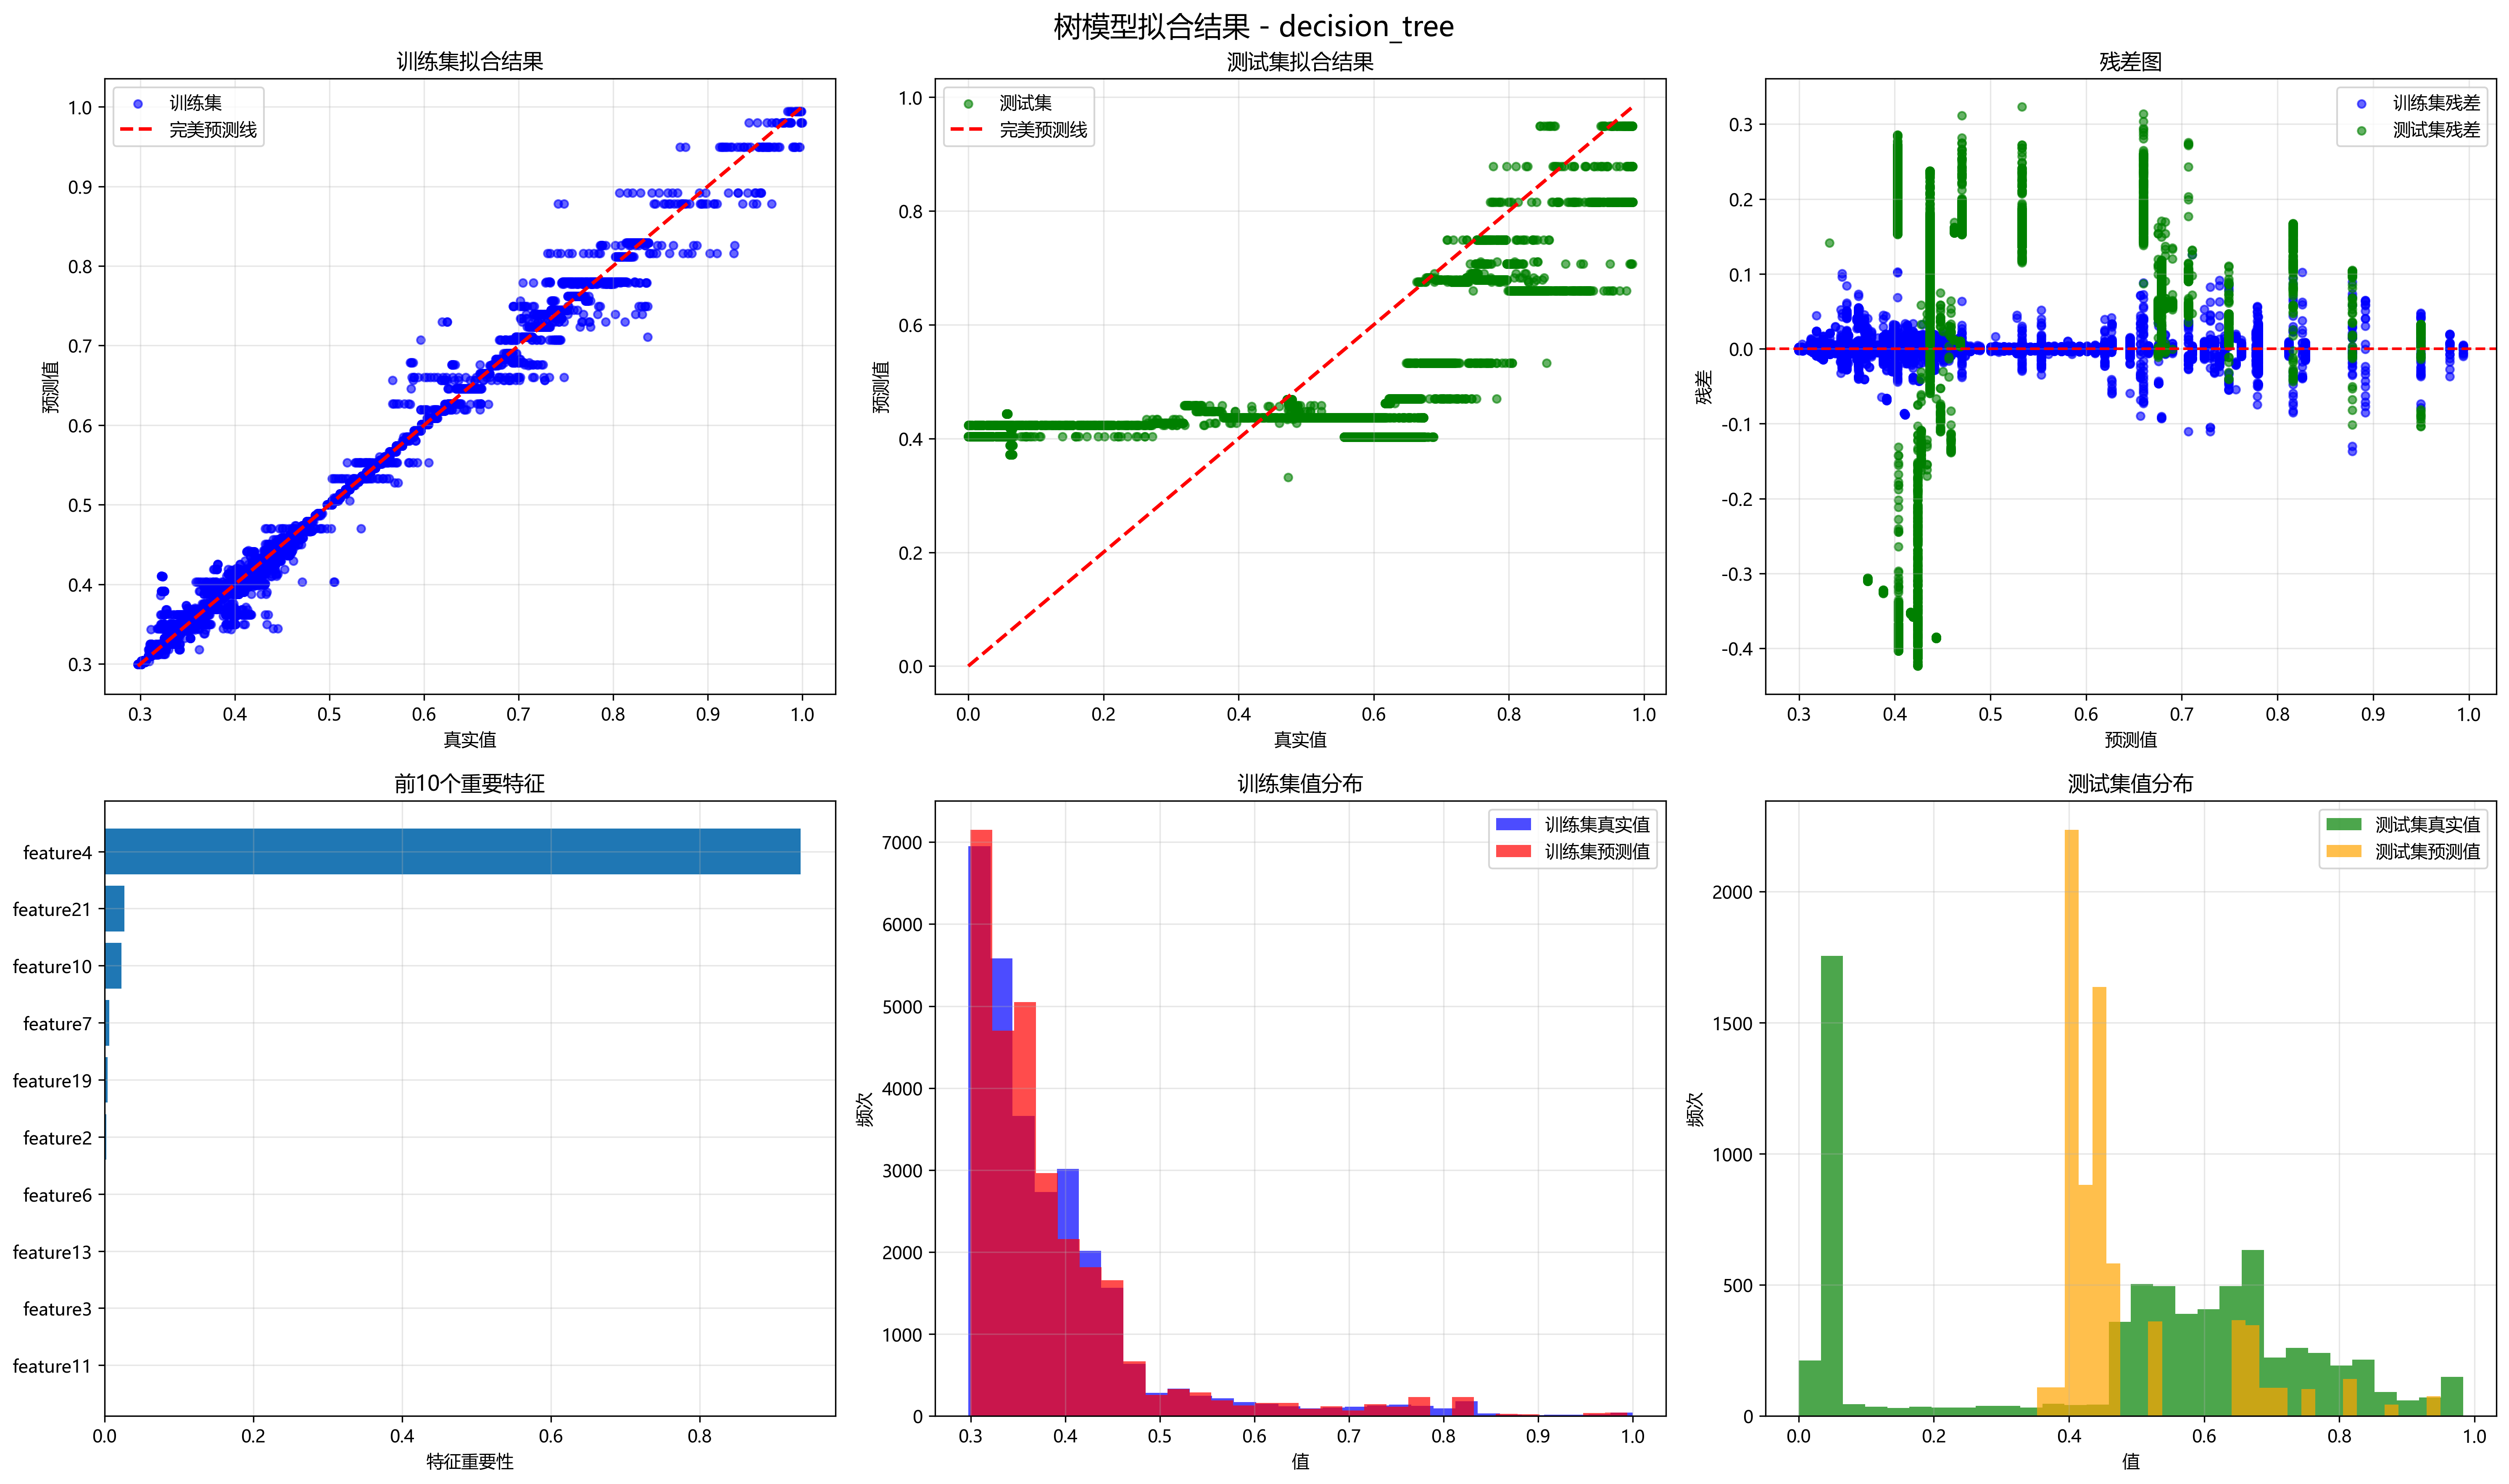 树模型拟合结果 - decision_tree
训练集拟合结果
训练集
完美预测线
预测值
1.0
0.9
0.8
0.7
0.6
0.5
0.4
0.3
0.3 0.4 0.5 0.6 0.7 0.8 0.9 1.0
真实值
测试集拟合结果
测试集
完美预测线
预测值
1.0
0.8
0.6
0.4
0.2
0.0
0.0 0.2 0.4 0.6 0.8 1.0
真实值
残差图
训练集残差
测试集残差
残差
0.3
0.2
0.1
0.0
-0.1
-0.2
-0.3
-0.4
0.3 0.4 0.5 0.6 0.7 0.8 0.9 1.0
预测值
前10个重要特征
feature4
feature21
feature10
feature7
feature19
feature2
feature6
feature13
feature3
feature11
0.0 0.2 0.4 0.6 0.8
特征重要性
训练集值分布
训练集真实值
训练集预测值
频次
7000
6000
5000
4000
3000
2000
1000
0
0.3 0.4 0.5 0.6 0.7 0.8 0.9 1.0
值
测试集值分布
测试集真实值
测试集预测值
频次
2000
1500
1000
500
0
0.0 0.2 0.4 0.6 0.8 1.0
值